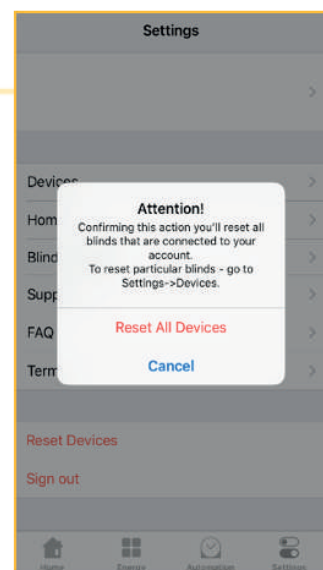 Settings
Devices
Attention!
Confirming this action you'll reset all
blinds that are connected to your
account.
To reset particular blinds - go to
Settings->Devices.
Hom
Blind
Supp
FAQ
Reset All Devices
Term
Cancel
Reset Devices
Sign out
Home Energy Automation Settings